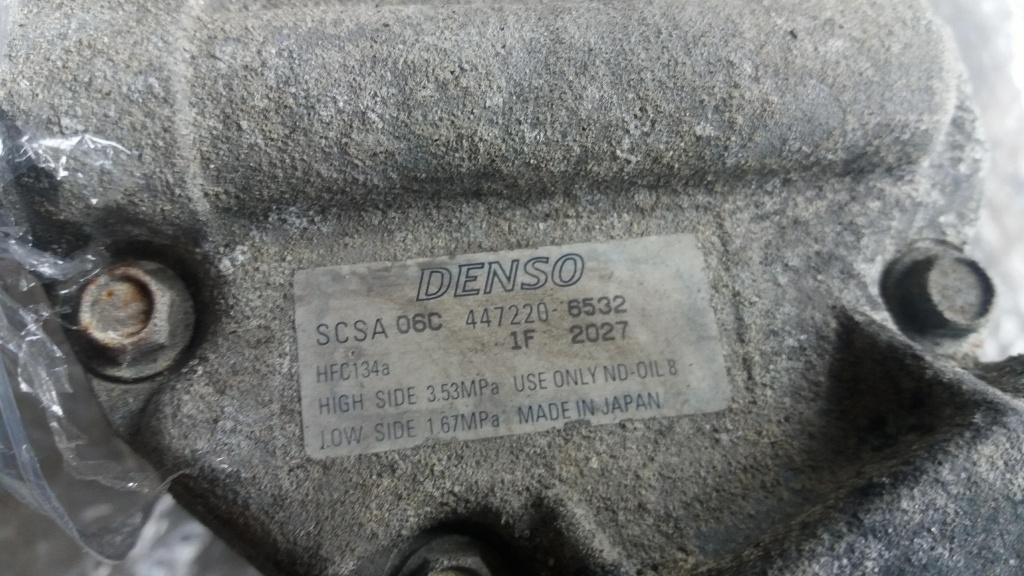 DENSO
SCSA 06C 447220-6532
1F 2027
HFC134a
HIGH SIDE 3.53MPa USE ONLY ND-OIL 8
LOW SIDE 1.67MPa MADE IN JAPAN